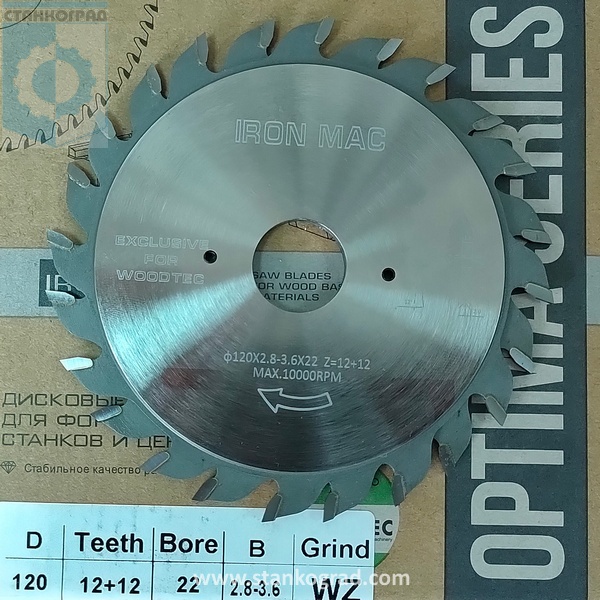 СТАНКОГРАД
OPTIMA SERIES
IRON MAC
EXCLUSIVE
FOR
WOODTEC
SAW BLADES
FOR WOOD BAS
MATERIALS
ϕ120X2.8-3.6X22 Z=12+12
MAX.10000RPM
ДИСКОВЫЕ
ДЛЯ ФОР
СТАНКОВ И ЦЕН
Стабильное качество
D Teeth Bore B Grind
120 12+12 22 2.8-3.6 WZ
www.stankograd.com